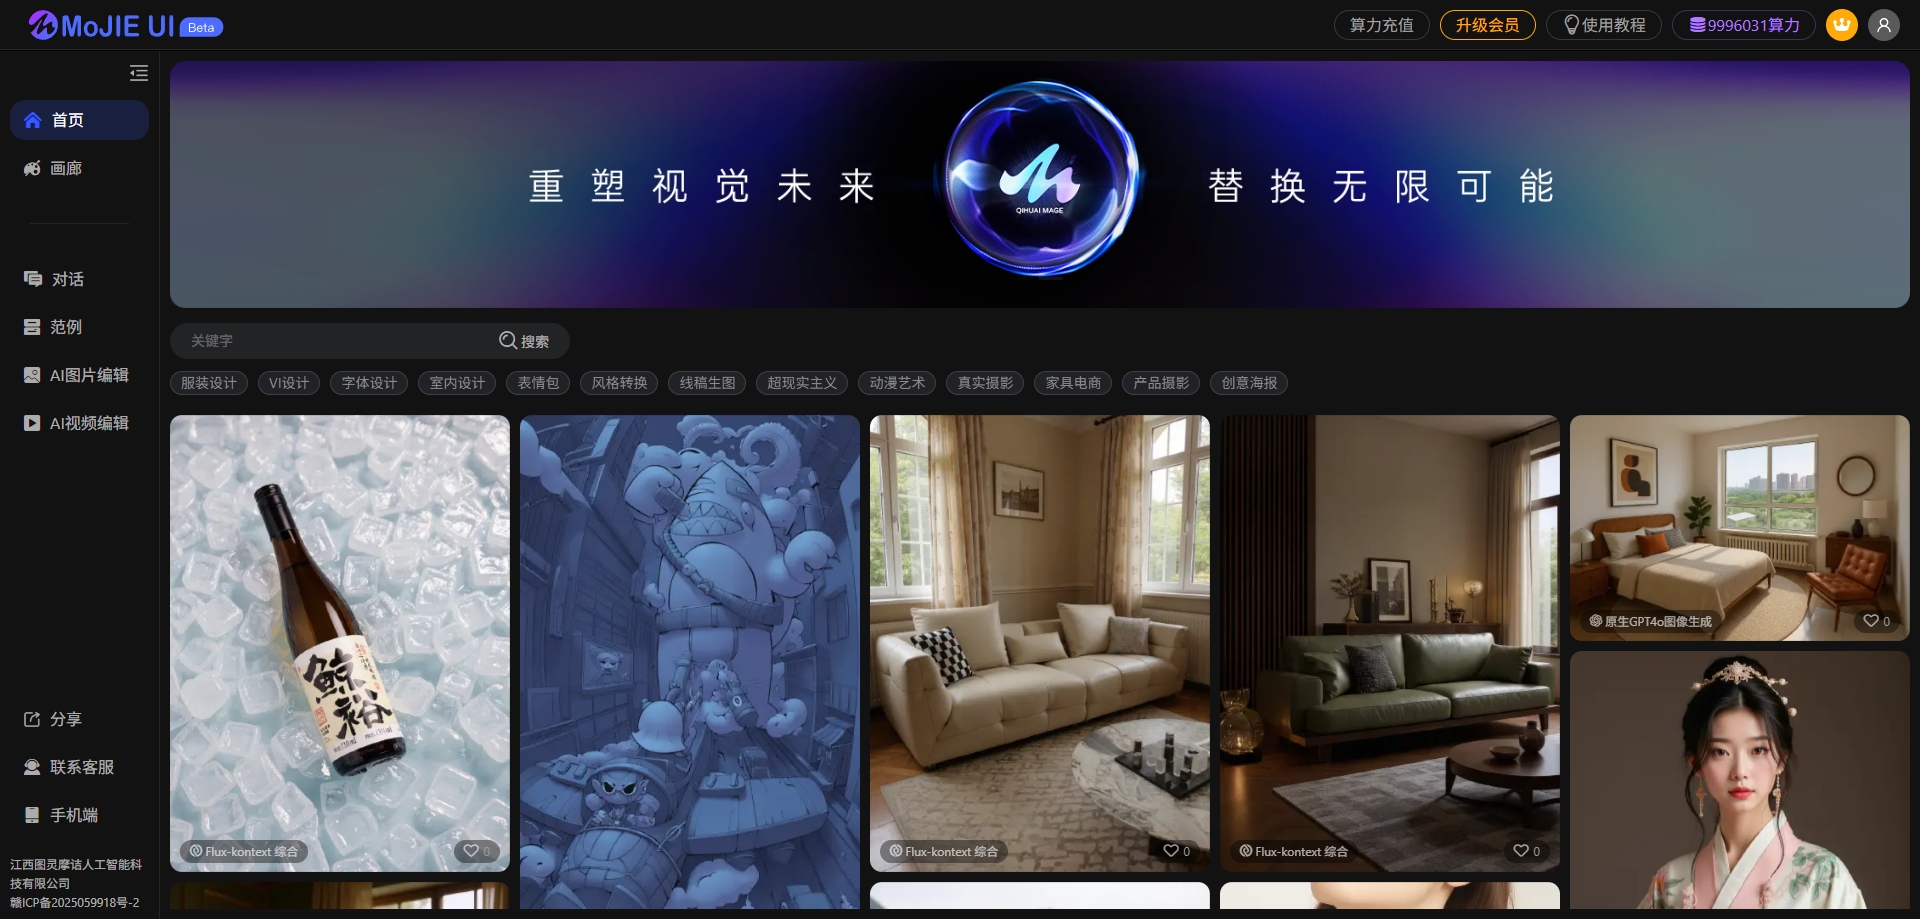 MoJIE UI Beta
算力充值 升级会员 使用教程 9996031算力
首页
画廊
对话
范例
AI图片编辑
AI视频编辑
分享
联系客服
手机端
江西图灵摩诘人工智能科
技有限公司
赣ICP备2025059918号-2
重塑视觉未来 替换无限可能
QIHUAI MAGE
关键字 搜索
服装设计 VI设计 字体设计 室内设计 表情包 风格转换 线稿生图 超现实主义 动漫艺术 真实摄影 家具电商 产品摄影 创意海报
鯨裕
Flux-kontext 综合 0
Flux-kontext 综合 0
Flux-kontext 综合 0
原生GPT4o图像生成 0